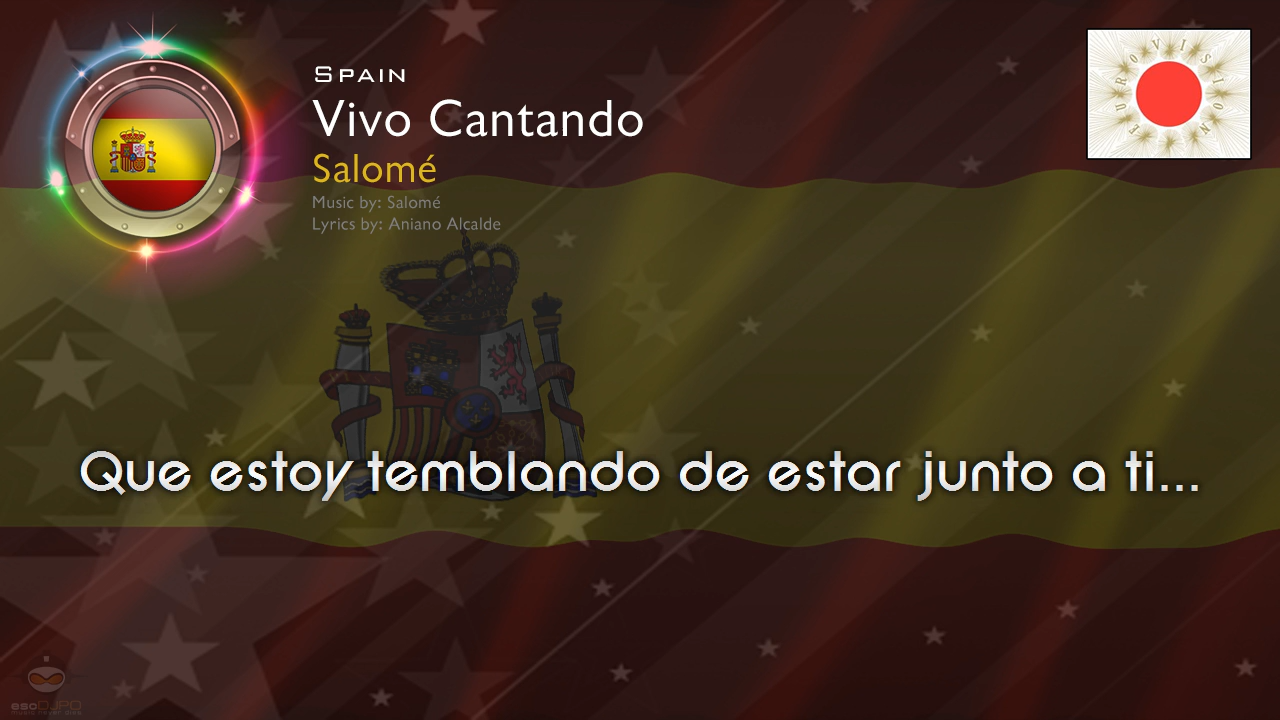 Spain
Vivo Cantando
Salomé
Music by: Salomé
Lyrics by: Aniano Alcalde
EUROVISION
Que estoy temblando de estar junto a ti...
escDJPO